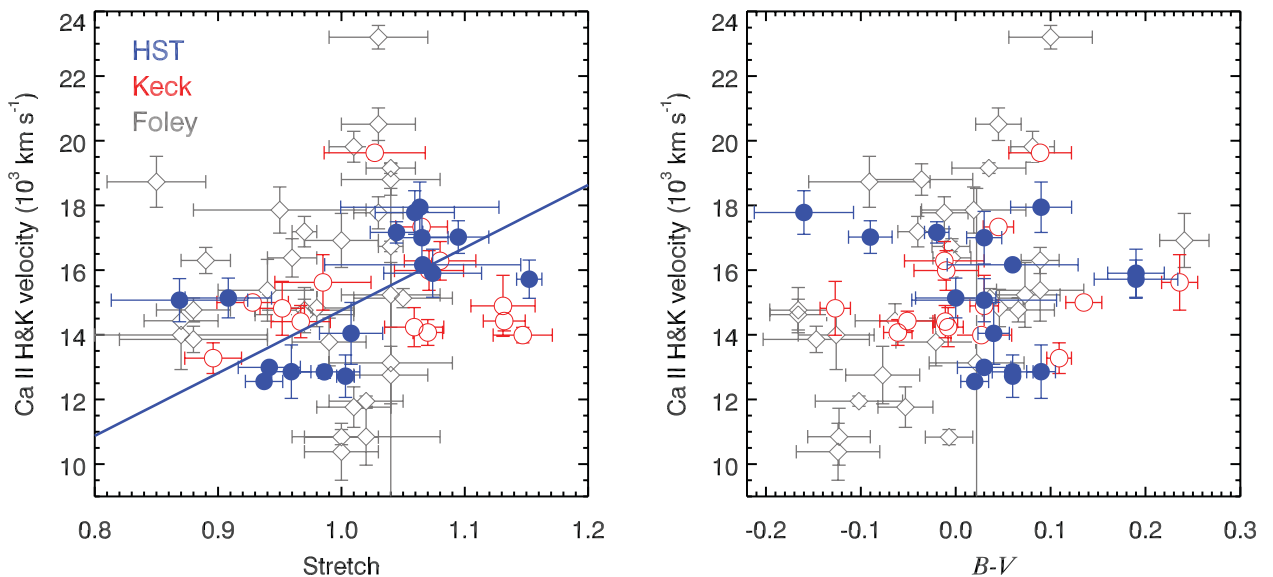 24
22
20
18
16
14
12
10
Ca II H&K velocity (10³ km s⁻¹)
HST
Keck
Foley
0.8 0.9 1.0 1.1 1.2
Stretch
24
22
20
18
16
14
12
10
Ca II H&K velocity (10³ km s⁻¹)
-0.2 -0.1 0.0 0.1 0.2 0.3
B-V